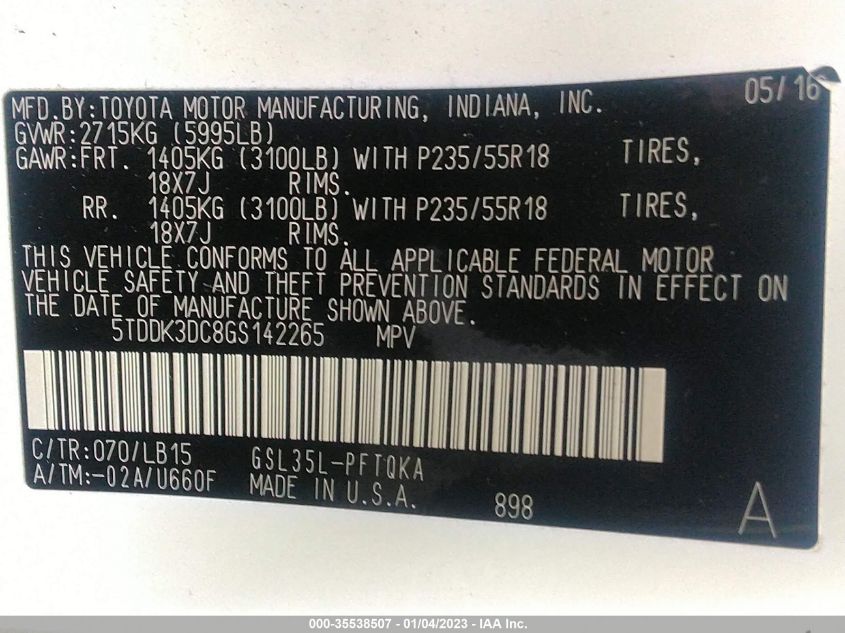 05/16
MFD.BY:TOYOTA MOTOR MANUFACTURING, INDIANA, INC.
GVWR:2715KG (5995LB)
GAWR:FRT. 1405KG (3100LB) WITH P235/55R18 TIRES,
18X7J RIMS.
RR. 1405KG (3100LB) WITH P235/55R18 TIRES,
18X7J RIMS.
THIS VEHICLE CONFORMS TO ALL APPLICABLE FEDERAL MOTOR
VEHICLE SAFETY AND THEFT PREVENTION STANDARDS IN EFFECT ON
THE DATE OF MANUFACTURE SHOWN ABOVE.
5TDDK3DC8GS142265 MPV
C/TR:070/LB15 GSL35L-PFTQKA
A/TM:-02A/U660F MADE IN U.S.A. 898 A
000-35538507 - 01/04/2023 - IAA Inc.